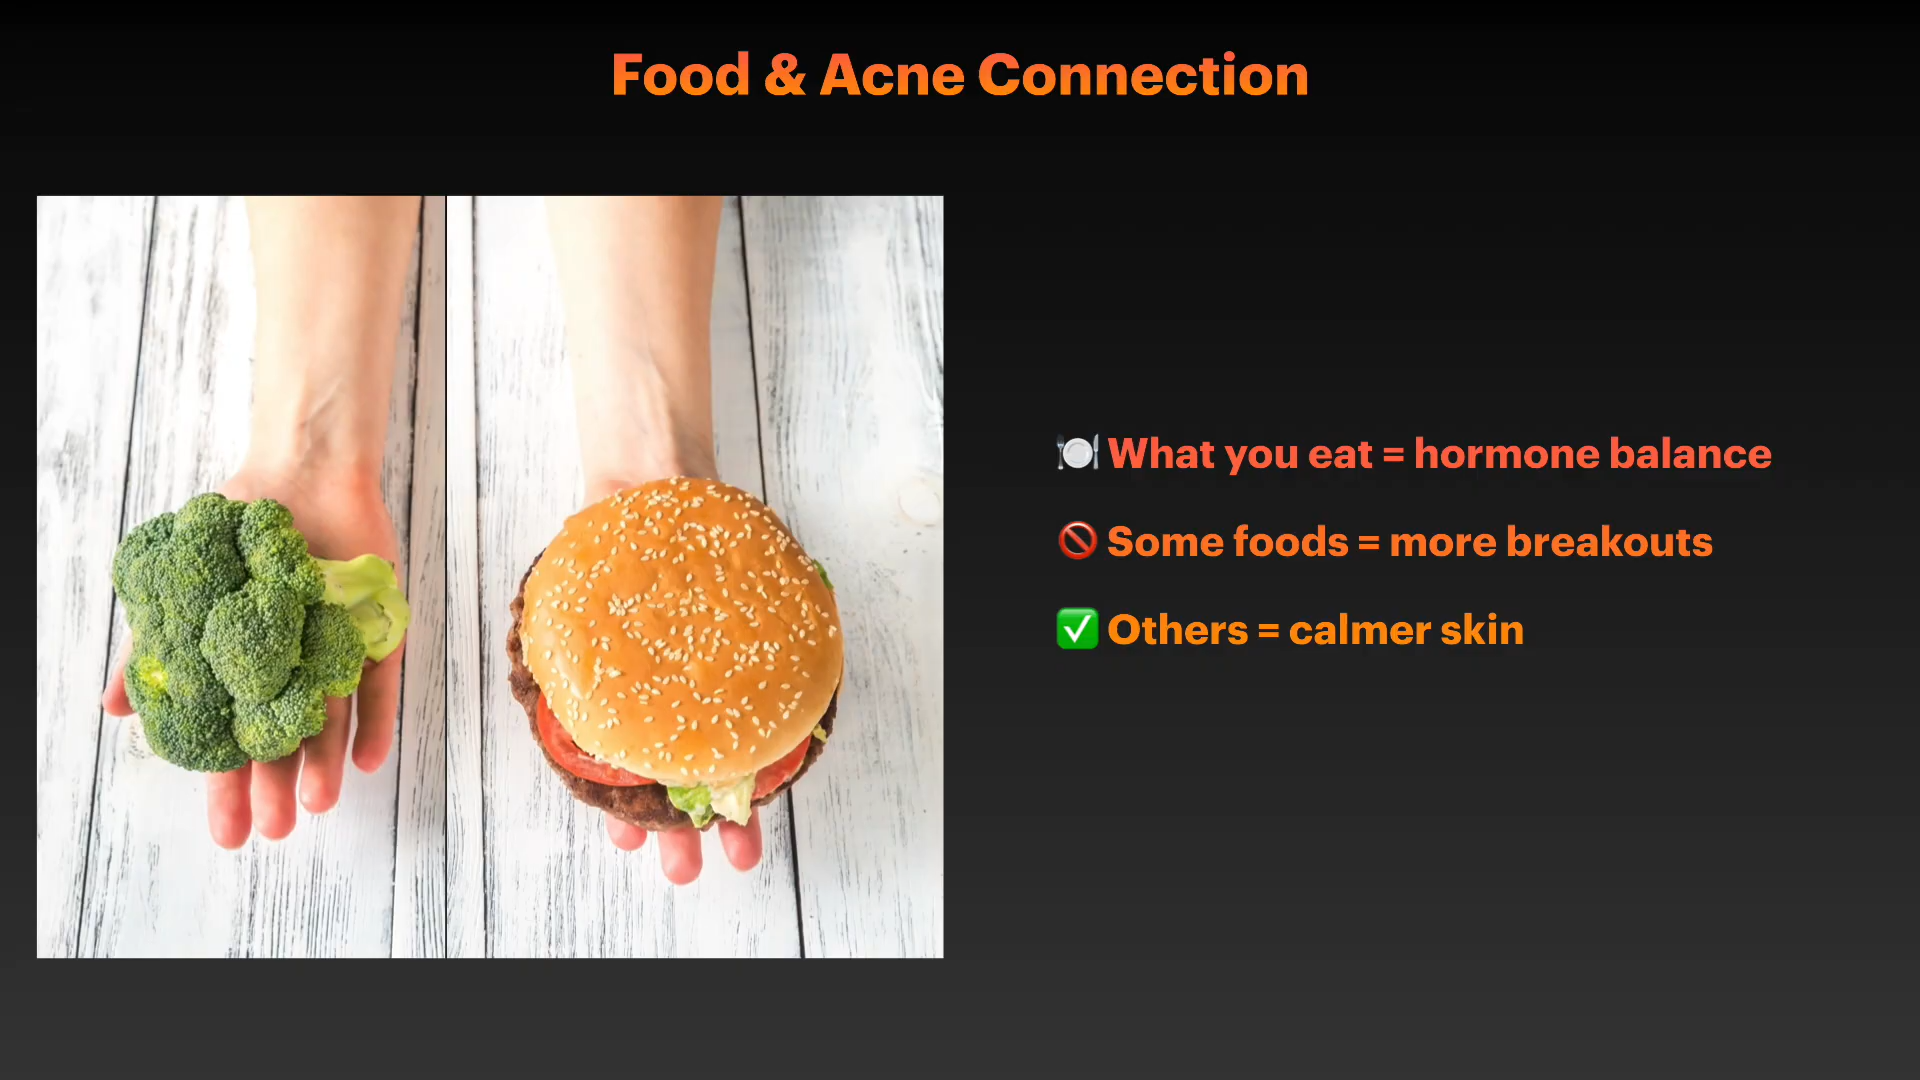 Food & Acne Connection
🍽️ What you eat = hormone balance
🚫 Some foods = more breakouts
✅ Others = calmer skin